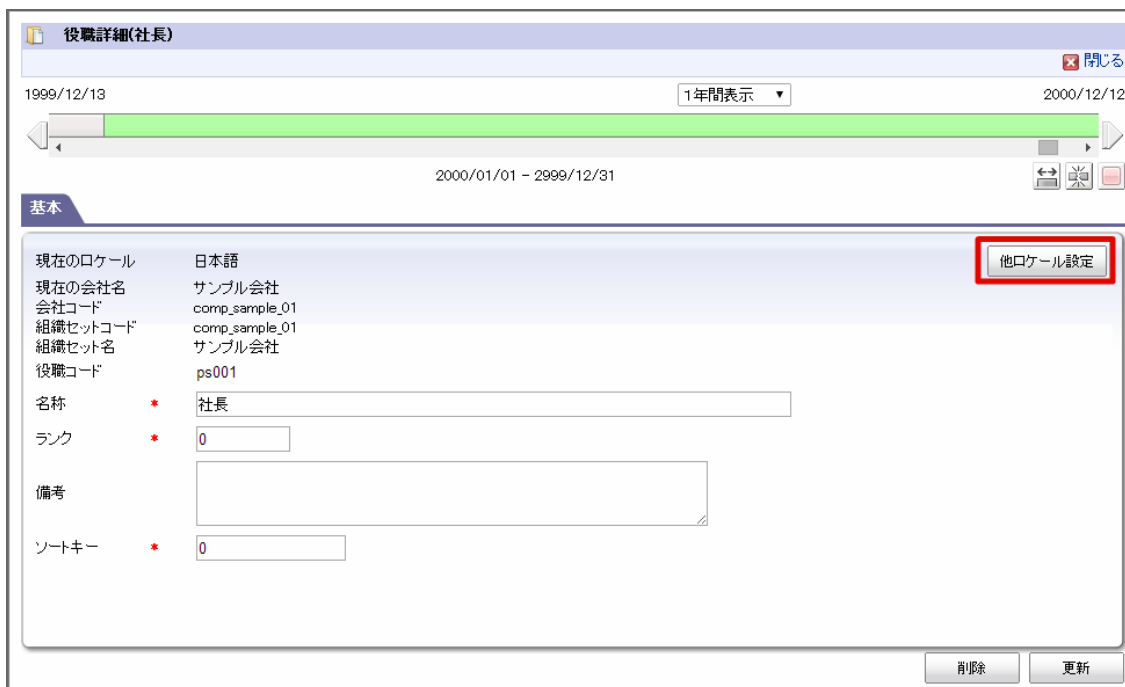 役職詳細(社長)
閉じる
1999/12/13 1年間表示 2000/12/12
2000/01/01 - 2999/12/31
基本
現在のロケール 日本語 他ロケール設定
現在の会社名 サンプル会社
会社コード comp_sample_01
組織セットコード comp_sample_01
組織セット名 サンプル会社
役職コード ps001
名称 * 社長
ランク * 0
備考
ソートキー * 0
削除 更新